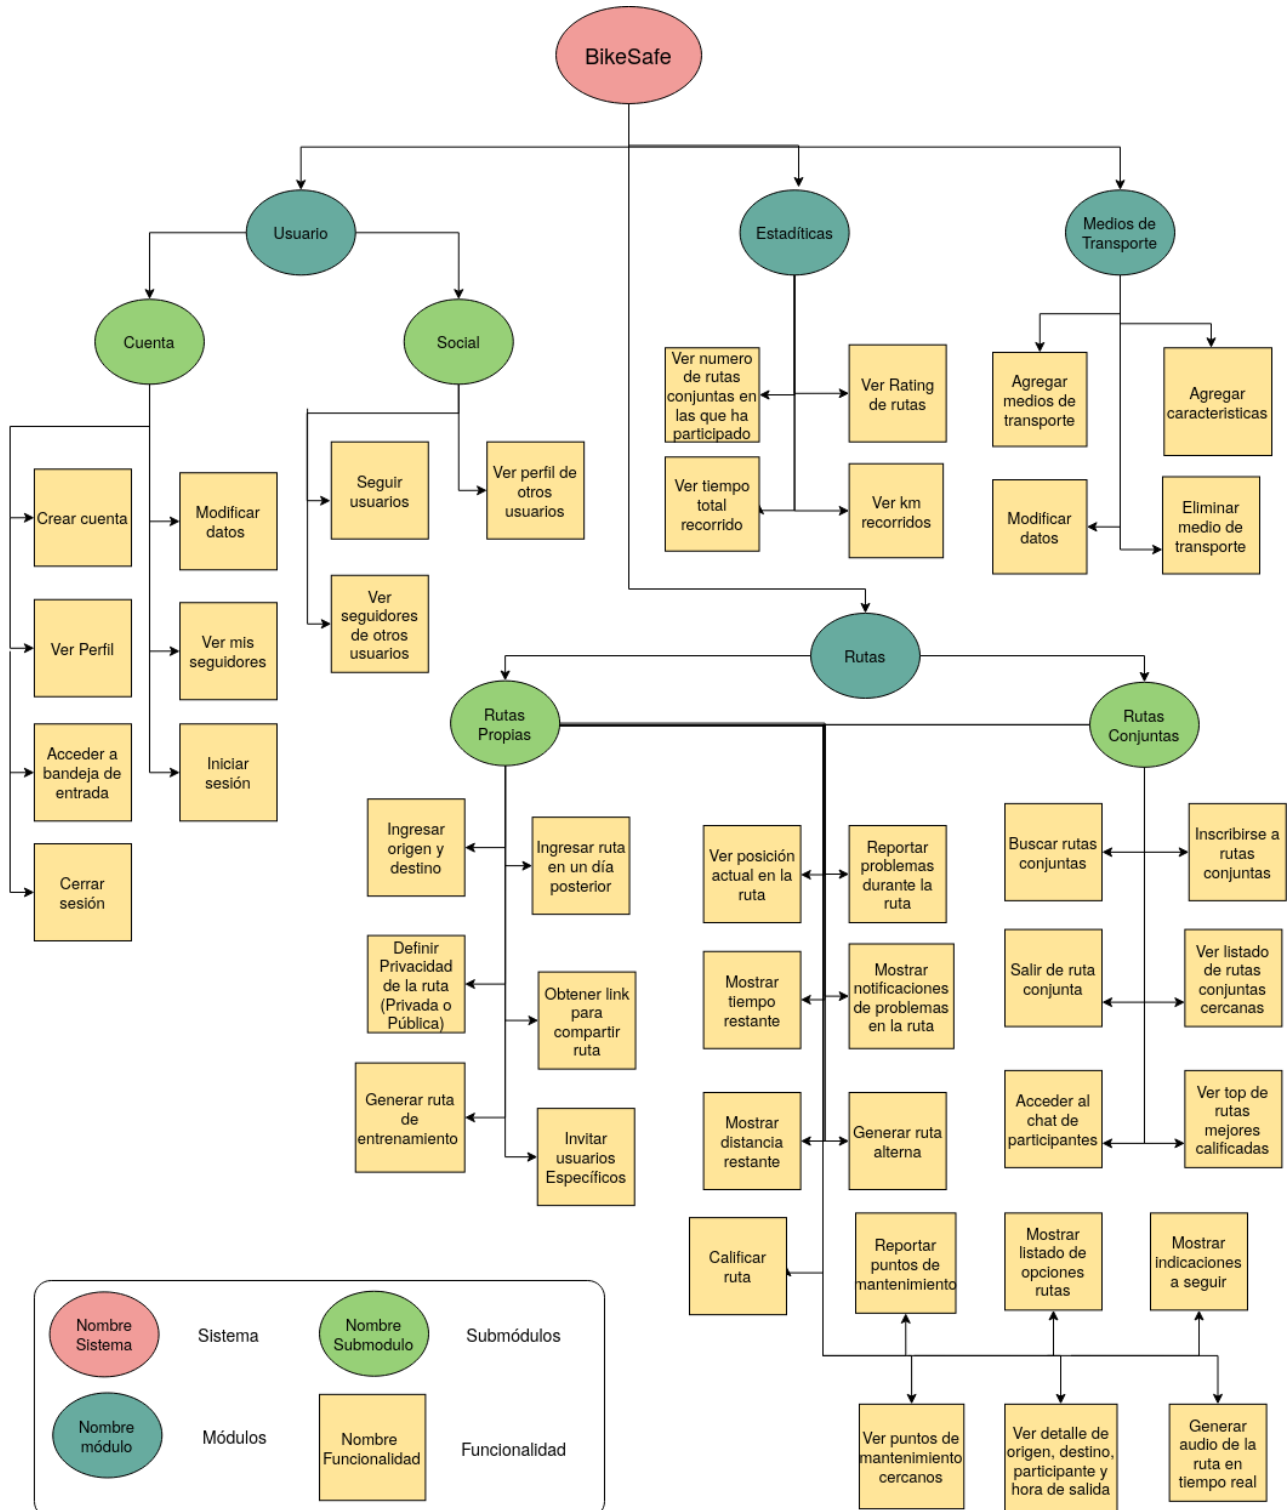 BikeSafe
Usuario
Estadíticas
Medios de
Transporte
Cuenta
Social
Ver numero
de rutas
conjuntas en
las que ha
participado
Ver Rating
de rutas
Agregar
medios de
transporte
Agregar
caracteristicas
Crear cuenta
Modificar
datos
Seguir
usuarios
Ver perfil de
otros
usuarios
Ver tiempo
total
recorrido
Ver km
recorridos
Modificar
datos
Eliminar
medio de
transporte
Ver Perfil
Ver mis
seguidores
Ver
seguidores
de otros
usuarios
Rutas
Acceder a
bandeja de
entrada
Iniciar
sesión
Cerrar
sesión
Rutas
Propias
Rutas
Conjuntas
Ingresar
origen y
destino
Ingresar ruta
en un día
posterior
Ver posición
actual en la
ruta
Reportar
problemas
durante la
ruta
Buscar rutas
conjuntas
Inscribirse a
rutas
conjuntas
Definir
Privacidad
de la ruta
(Privada o
Pública)
Obtener link
para
compartir
ruta
Mostrar
tiempo
restante
Mostrar
notificaciones
de problemas
en la ruta
Salir de ruta
conjunta
Ver listado
de rutas
conjuntas
cercanas
Generar ruta
de
entrenamiento
Invitar
usuarios
Específicos
Mostrar
distancia
restante
Generar ruta
alterna
Acceder al
chat de
participantes
Ver top de
rutas
mejores
calificadas
Calificar
ruta
Reportar
puntos de
mantenimiento
Mostrar
listado de
opciones
rutas
Mostrar
indicaciones
a seguir
Ver puntos de
mantenimiento
cercanos
Ver detalle de
origen, destino,
participante y
hora de salida
Generar
audio de la
ruta en
tiempo real
Nombre
Sistema
Sistema
Nombre
Submodulo
Submódulos
Nombre
módulo
Módulos
Nombre
Funcionalidad
Funcionalidad